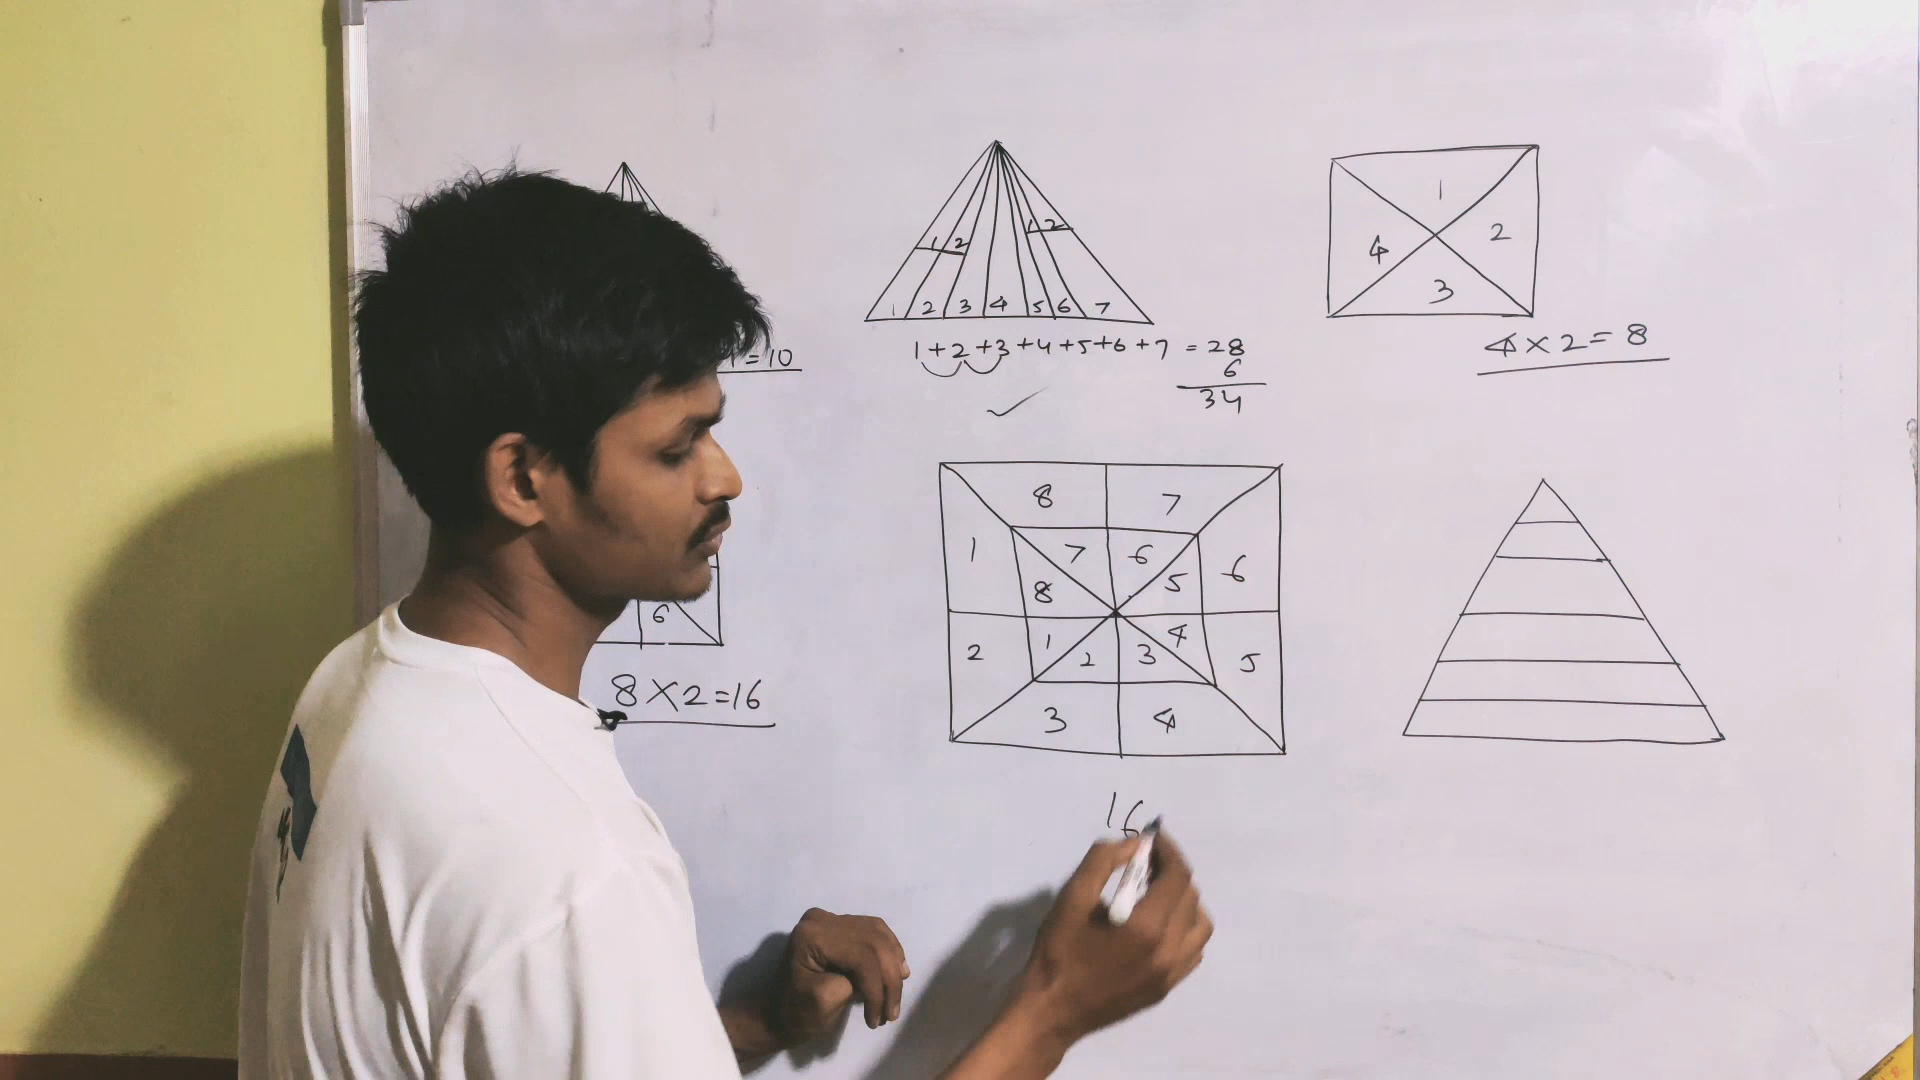 1 2 1 2
1 2 3 4 5 6 7
1+2+3+4+5+6+7 = 28
6
34
1
4 2
3
4 × 2 = 8
1 = 10
6
8 × 2 = 16
8 7
1 7 6 6
8 5
2 1 2 3 4 5
3 4
16